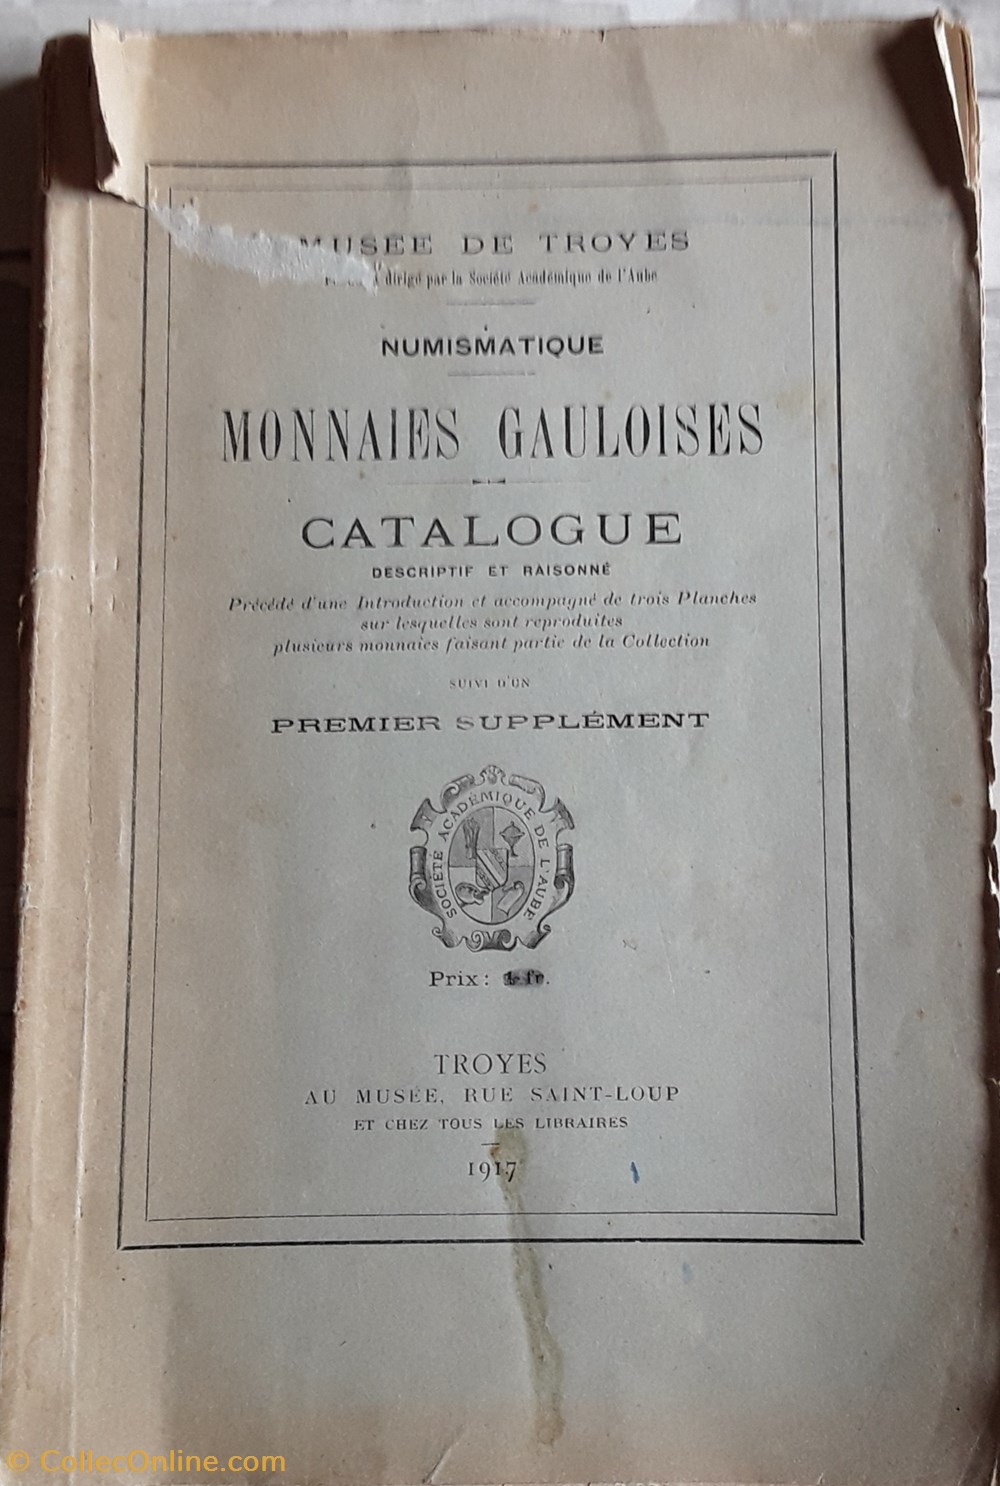 MUSÉE DE TROYES
dirigé par la Société Académique de l'Aube
NUMISMATIQUE
MONNAIES GAULOISES
CATALOGUE
DESCRIPTIF ET RAISONNÉ
Précédé d'une Introduction et accompagné de trois Planches
sur lesquelles sont reproduites
plusieurs monnaies faisant partie de la Collection
SUIVI D'UN
PREMIER SUPPLÉMENT
SOCIÉTÉ ACADÉMIQUE DE L'AUBE
Prix : fr.
TROYES
AU MUSÉE, RUE SAINT-LOUP
ET CHEZ TOUS LES LIBRAIRES
1917
© CollecOnline.com